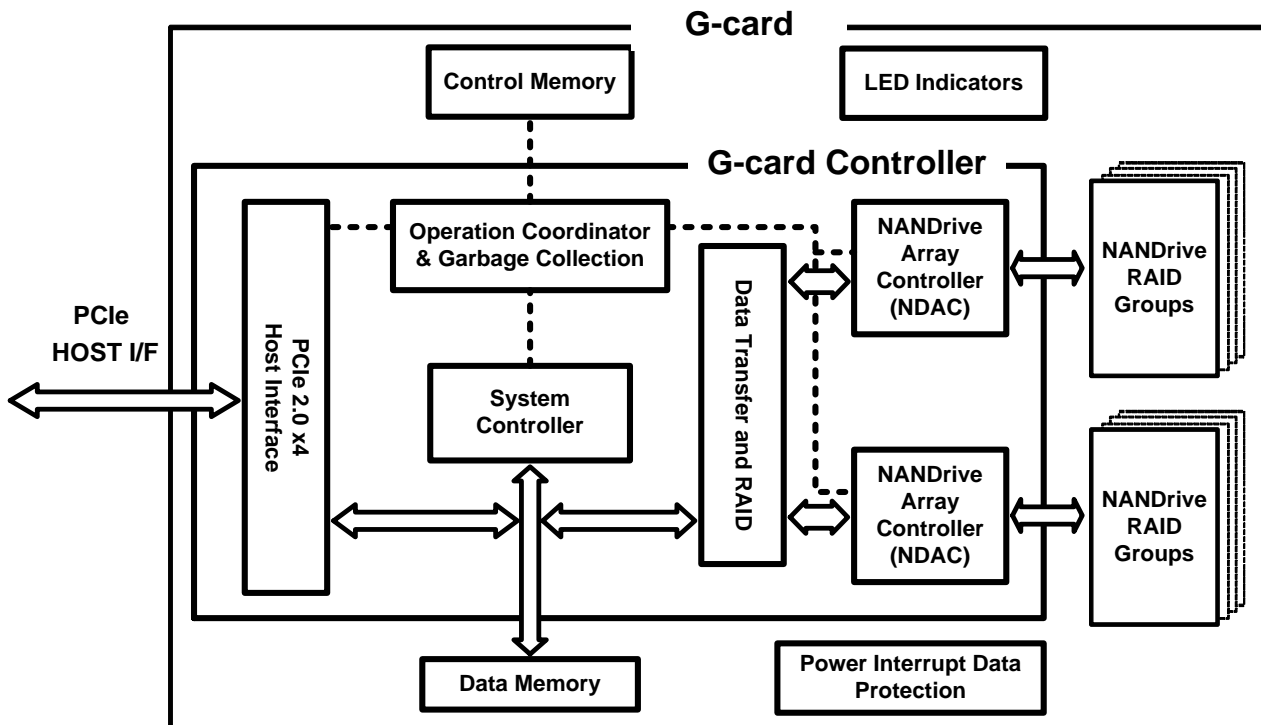 G-card
Control Memory
LED Indicators
G-card Controller
PCIe
HOST I/F
PCIe 2.0 x4
Host Interface
Operation Coordinator
& Garbage Collection
System
Controller
Data Transfer and RAID
NANDrive
Array
Controller
(NDAC)
NANDrive
RAID
Groups
NANDrive
Array
Controller
(NDAC)
NANDrive
RAID
Groups
Data Memory
Power Interrupt Data
Protection